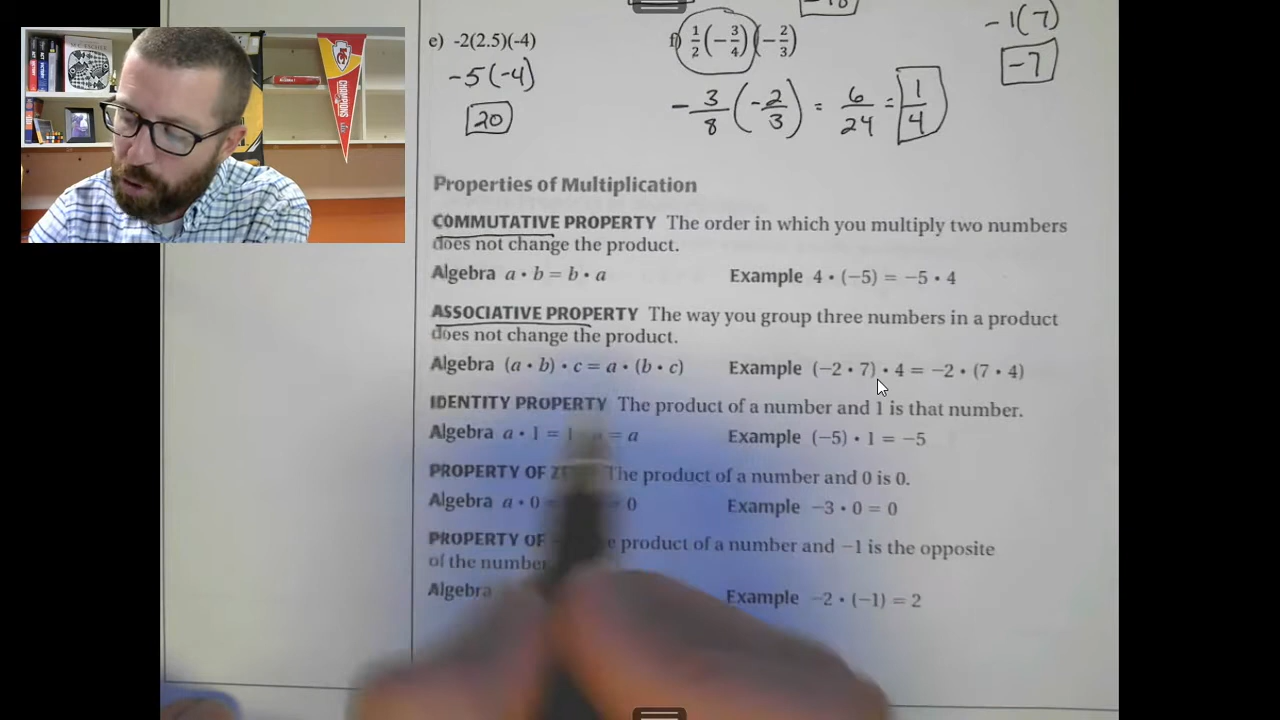 -1(7)
-7
e) -2(2.5)(-4)
-5(-4)
20
f) 1/2(-3/4)(-2/3)
-3/8(-2/3) = 6/24 = 1/4
Properties of Multiplication
COMMUTATIVE PROPERTY The order in which you multiply two numbers
does not change the product.
Algebra a • b = b • a Example 4 • (−5) = −5 • 4
ASSOCIATIVE PROPERTY The way you group three numbers in a product
does not change the product.
Algebra (a • b) • c = a • (b • c) Example (−2 • 7) • 4 = −2 • (7 • 4)
IDENTITY PROPERTY The product of a number and 1 is that number.
Algebra a • 1 = 1 = a Example (−5) • 1 = −5
PROPERTY OF The product of a number and 0 is 0.
Algebra a • 0 = 0 Example −3 • 0 = 0
PROPERTY OF product of a number and −1 is the opposite
of the number
Algebra Example −2 • (−1) = 2
CHAMPIONS
M.C. ESCHER